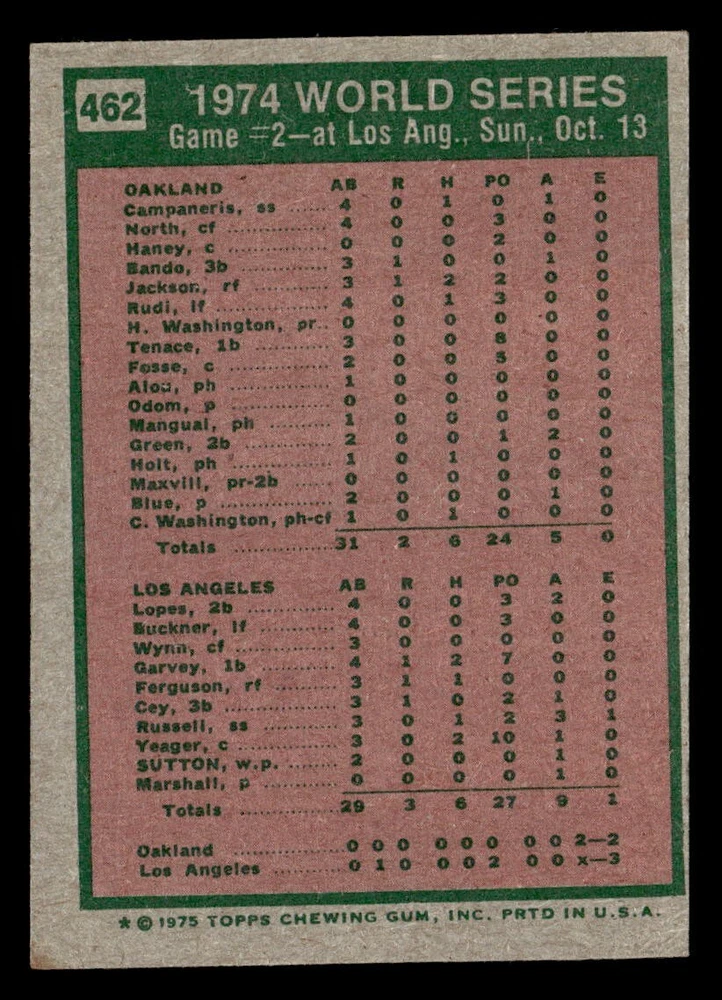 462
1974 WORLD SERIES
Game #2—at Los Ang., Sun., Oct. 13
OAKLAND AB R H PO A E
Campaneris, ss 4 0 1 0 1 0
North, cf 4 0 0 3 0 0
Haney, c 0 0 0 2 0 0
Bando, 3b 3 1 0 0 1 0
Jackson, rf 3 1 2 2 0 0
Rudi, lf 4 0 1 3 0 0
H. Washington, pr.. 0 0 0 0 0 0
Tenace, 1b 3 0 0 8 0 0
Fosse, c 2 0 0 5 0 0
Alou, ph 1 0 0 0 0 0
Odom, p 0 0 0 0 0 0
Mangual, ph 1 0 0 0 0 0
Green, 2b 2 0 0 1 2 0
Holt, ph 1 0 1 0 0 0
Maxvill, pr-2b 0 0 0 0 0 0
Blue, p 2 0 0 0 1 0
C. Washington, ph-cf 1 0 1 0 0 0
Totals 31 2 6 24 5 0
LOS ANGELES AB R H PO A E
Lopes, 2b 4 0 0 3 2 0
Buckner, lf 4 0 0 3 0 0
Wynn, cf 3 0 0 0 0 0
Garvey, 1b 4 1 2 7 0 0
Ferguson, rf 3 1 1 0 0 0
Cey, 3b 3 1 0 2 1 0
Russell, ss 3 0 1 2 3 1
Yeager, c 3 0 2 10 1 0
SUTTON, w.p. 2 0 0 0 1 0
Marshall, p 0 0 0 0 1 0
Totals 29 3 6 27 9 1
Oakland 0 0 0 0 0 0 0 0 2—2
Los Angeles 0 1 0 0 0 2 0 0 x—3
* © 1975 TOPPS CHEWING GUM, INC. PRTD IN U.S.A.